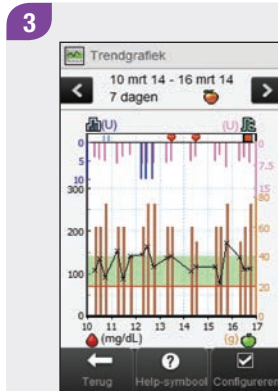 3
Trendgrafiek
10 mrt 14 - 16 mrt 14
7 dagen
(U) (U)
0 0
5 7.5
10 15
300 80
60
200
40
100
20
0 0
10 11 12 13 14 15 16 17
(mg/dL) (g)
Terug Help-symbool Configureren